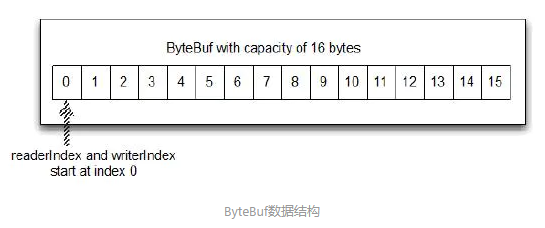 ByteBuf with capacity of 16 bytes
0 1 2 3 4 5 6 7 8 9 10 11 12 13 14 15
readerIndex and writerIndex
start at index 0
ByteBuf数据结构